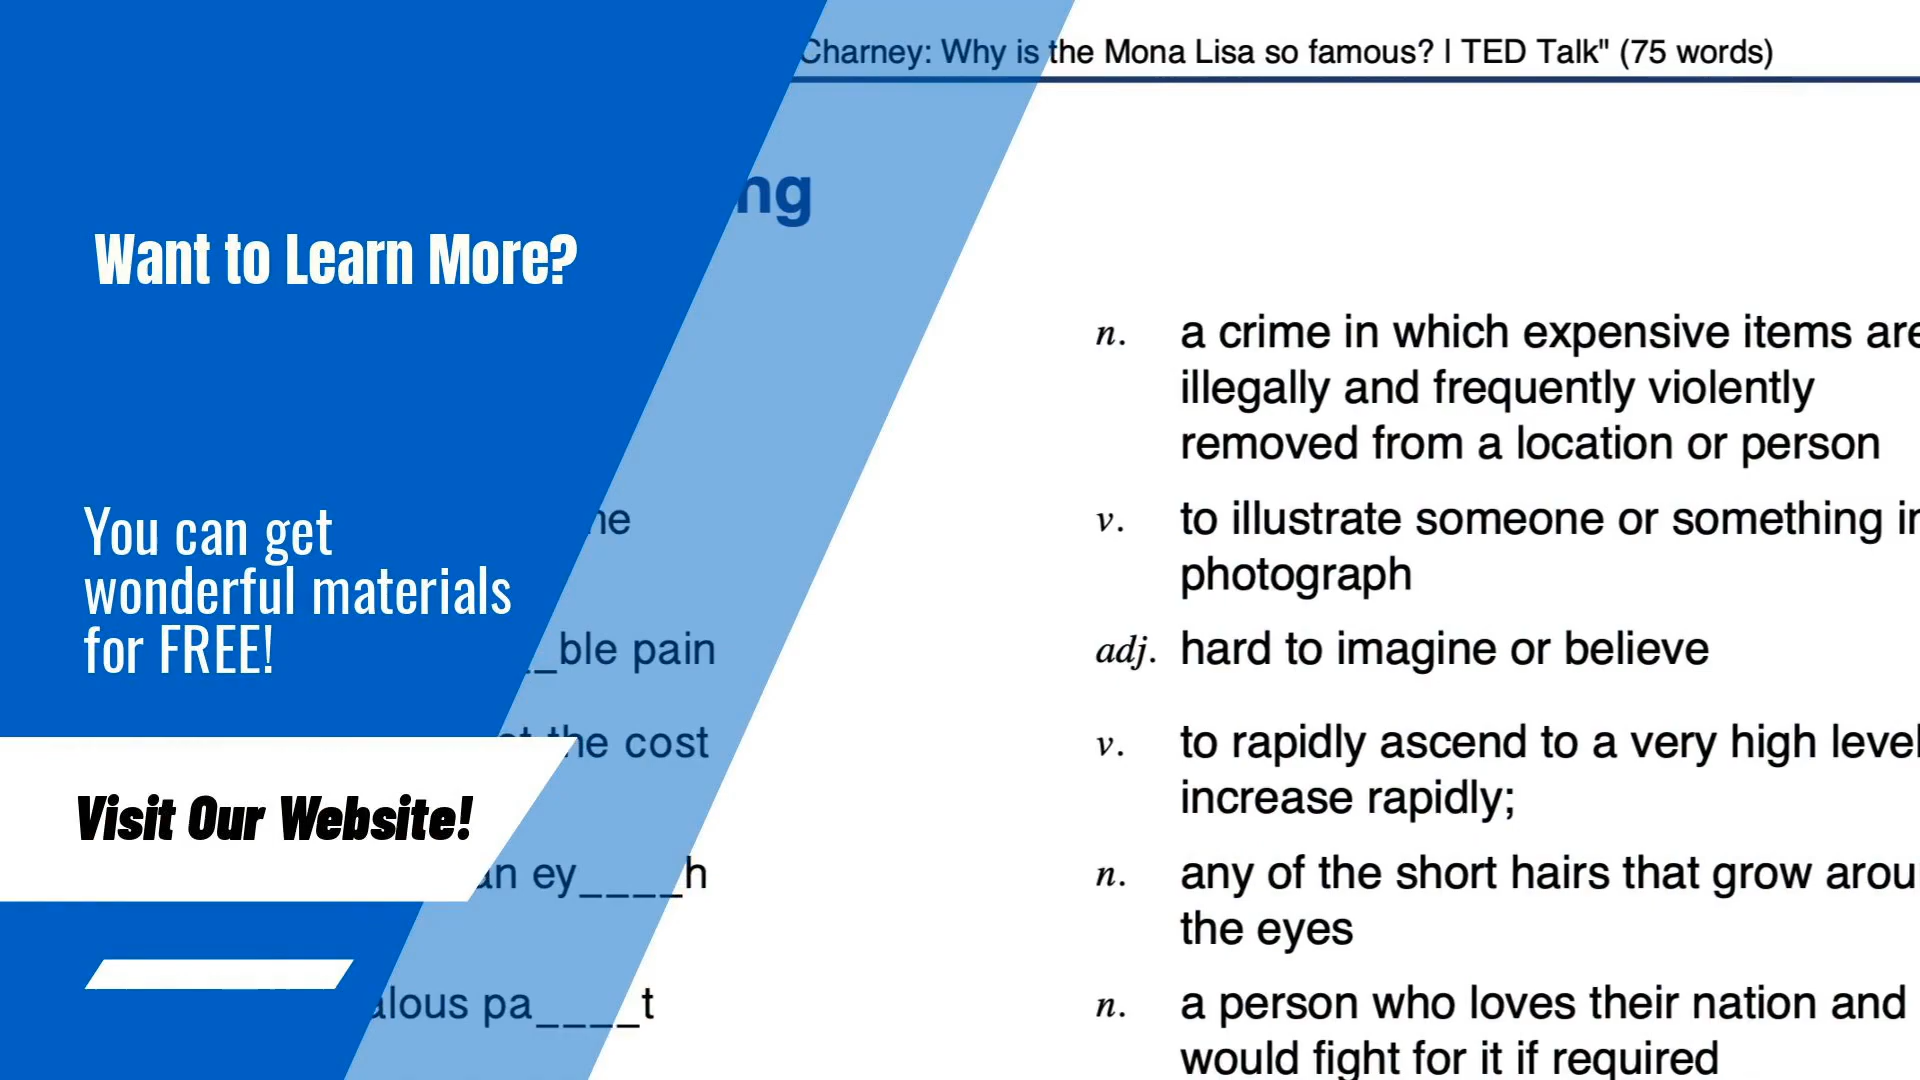 Charney: Why is the Mona Lisa so famous? | TED Talk" (75 words)
ng
Want to Learn More?
You can get
wonderful materials
for FREE!
Visit Our Website!
n. a crime in which expensive items are
illegally and frequently violently
removed from a location or person
ne
v. to illustrate someone or something in
photograph
_ble pain
adj. hard to imagine or believe
the cost
v. to rapidly ascend to a very high level
increase rapidly;
an ey____h
n. any of the short hairs that grow arou
the eyes
alous pa____t
n. a person who loves their nation and
would fight for it if required